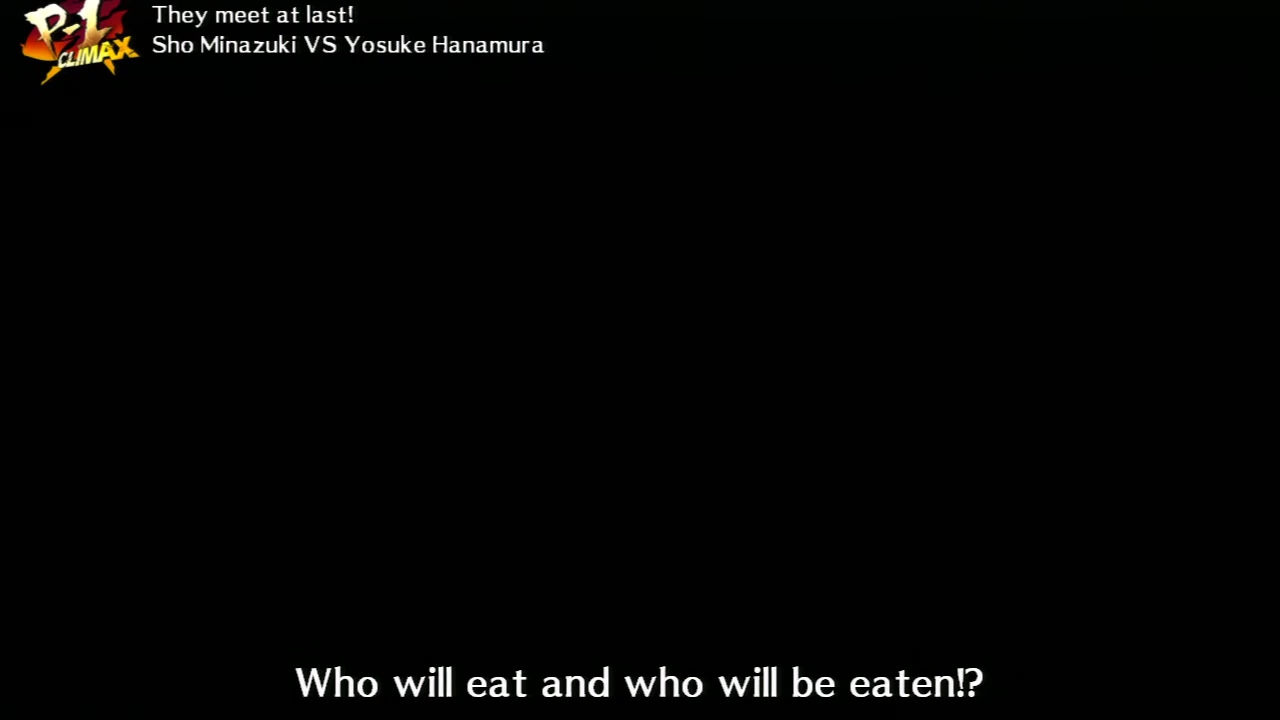 They meet at last!
Sho Minazuki VS Yosuke Hanamura
P-1
CLIMAX
Who will eat and who will be eaten!?